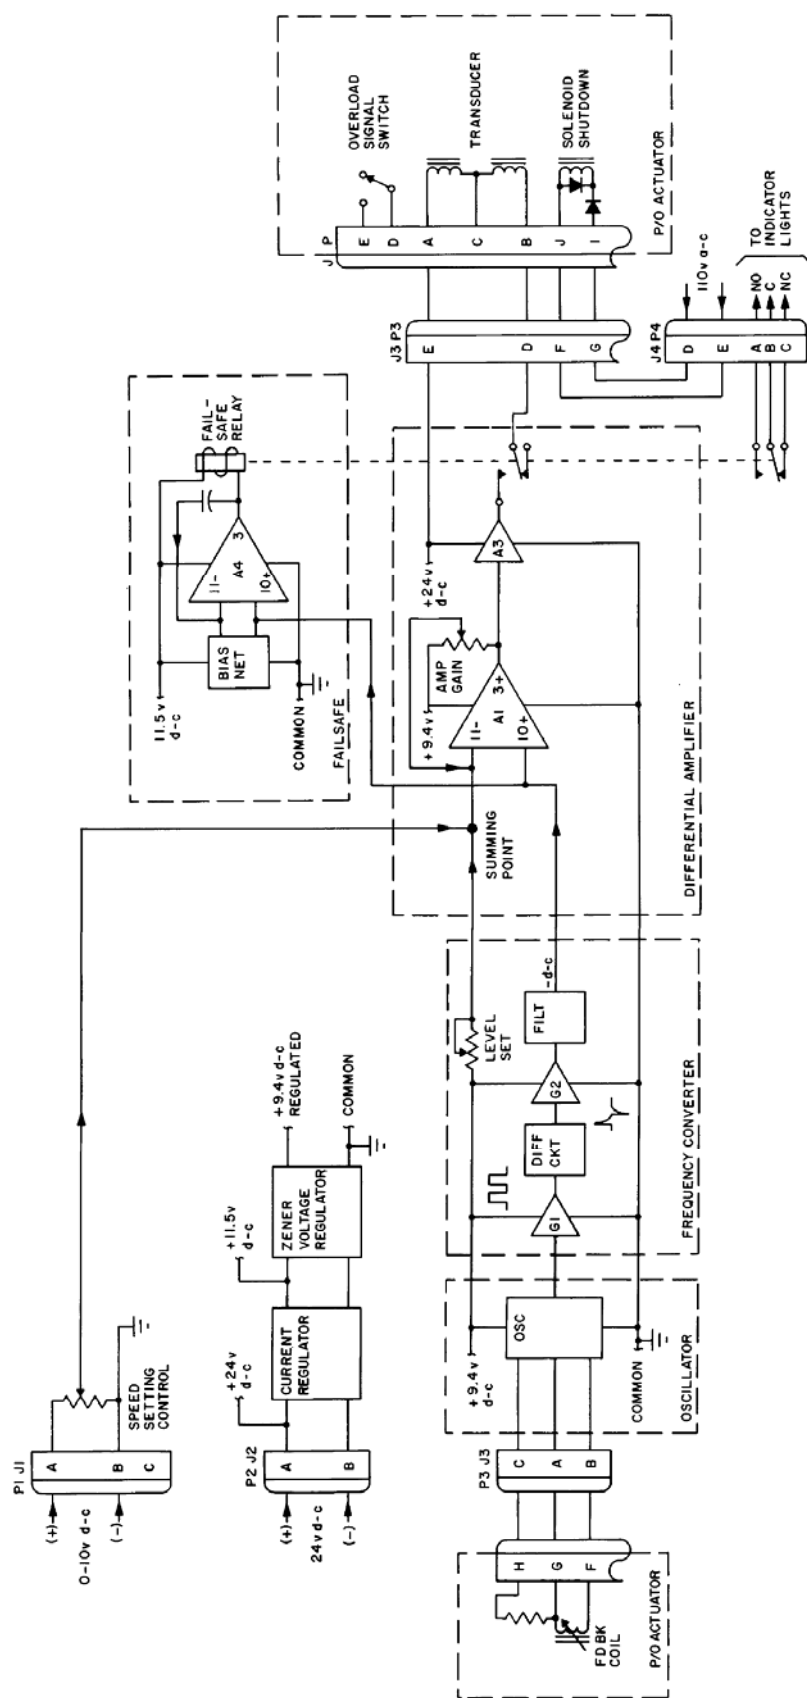 P1 J1
(+)
A
0-10v d-c
(-)
B
C
SPEED
SETTING
CONTROL
P2 J2
(+)
A
24v d-c
(-)
B
+24v
d-c
CURRENT
REGULATOR
+11.5v
d-c
ZENER
VOLTAGE
REGULATOR
+9.4v d-c
REGULATED
COMMON
P/O ACTUATOR
FDBK
COIL
H
G
F
P3 J3
C
A
B
+9.4v
d-c
OSC
COMMON
OSCILLATOR
G1
DIFF
CKT
G2
FILT
-d-c
LEVEL
SET
FREQUENCY CONVERTER
SUMMING
POINT
+9.4v
AMP
GAIN
11-
A1
3+
10+
+24v
d-c
A3
DIFFERENTIAL AMPLIFIER
11.5v
d-c
BIAS
NET
COMMON
11-
A4
3
10+
FAIL-
SAFE
RELAY
FAILSAFE
J3 P3
E
D
F
G
J4 P4
D
E
A
B
C
110v a-c
NO
C
NC
TO
INDICATOR
LIGHTS
J P
E
D
A
C
B
J
I
OVERLOAD
SIGNAL
SWITCH
TRANSDUCER
SOLENOID
SHUTDOWN
P/O ACTUATOR